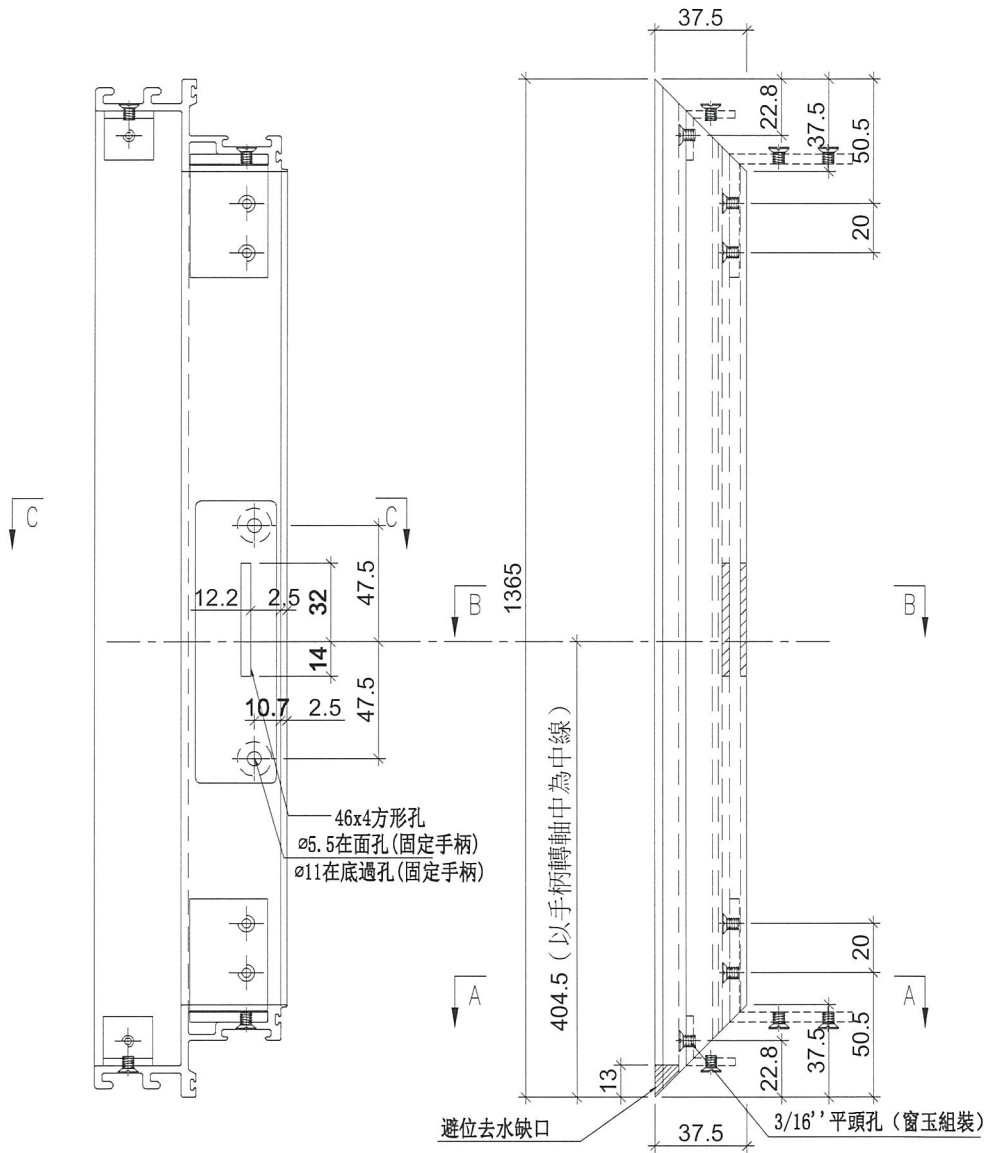 37.5
22.8
37.5
50.5
20
C
C
1365
47.5
32
12.2
2.5
B
B
14
47.5
10.7
2.5
404.5（以手柄轉軸中為中線）
46x4方形孔
ø5.5在面孔(固定手柄)
ø11在底過孔(固定手柄)
A
A
20
50.5
37.5
22.8
13
避位去水缺口
37.5
3/16''平頭孔（窗玉組裝）